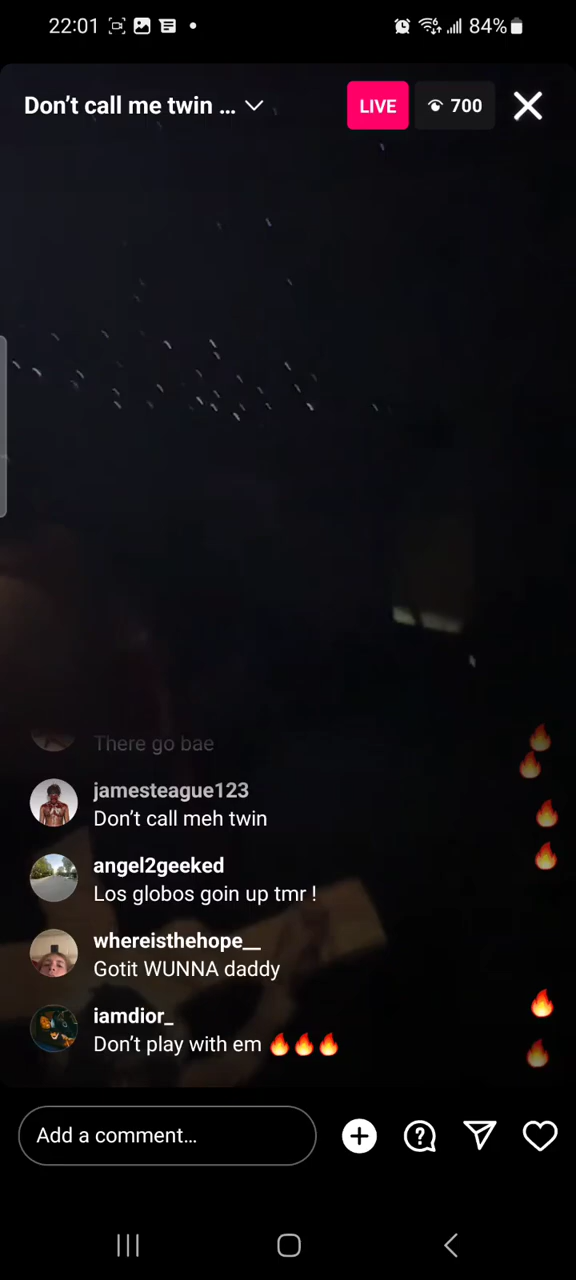 22:01 84%
Don't call me twin ... LIVE 700
There go bae
jamesteague123
Don't call meh twin
angel2geeked
Los globos goin up tmr !
whereisthehope__
Gotit WUNNA daddy
iamdior_
Don't play with em 🔥🔥🔥
Add a comment...